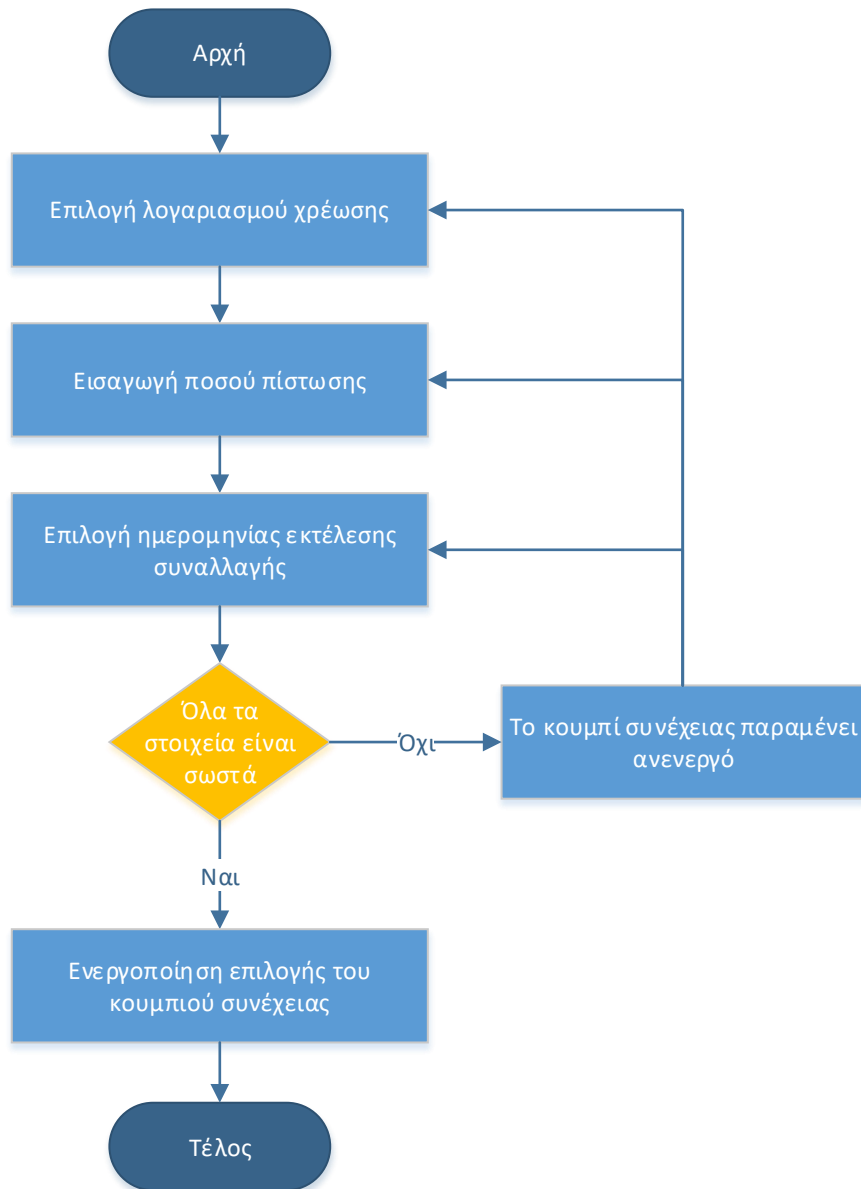 Αρχή
Επιλογή λογαριασμού χρέωσης
Εισαγωγή ποσού πίστωσης
Επιλογή ημερομηνίας εκτέλεσης
συναλλαγής
Όλα τα
στοιχεία είναι
σωστά
Όχι
Το κουμπί συνέχειας παραμένει
ανενεργό
Ναι
Ενεργοποίηση επιλογής του
κουμπιού συνέχειας
Τέλος